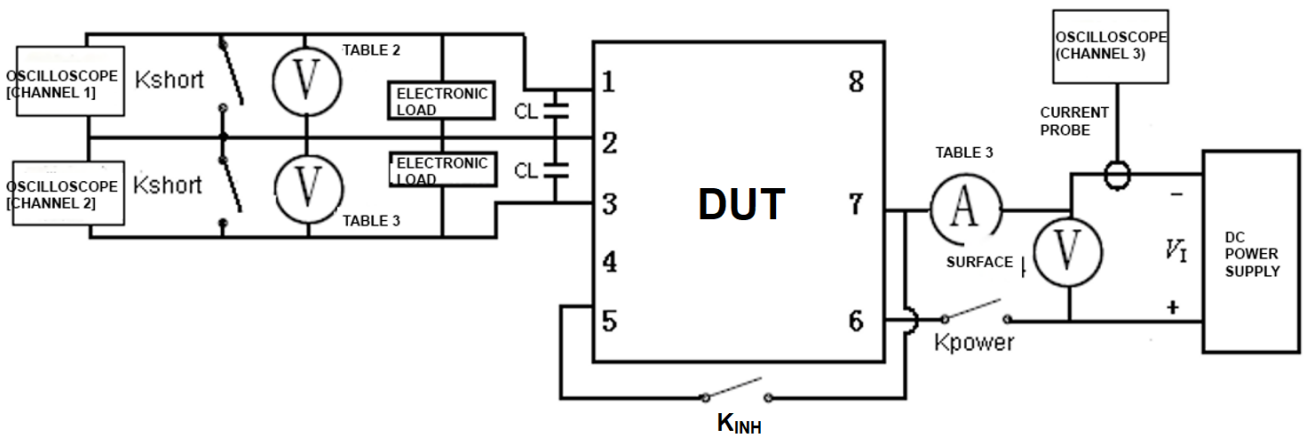 OSCILLOSCOPE
[CHANNEL 1]
Kshort
V
TABLE 2
ELECTRONIC
LOAD
CL
OSCILLOSCOPE
[CHANNEL 2]
Kshort
V
TABLE 3
ELECTRONIC
LOAD
CL
1
2
3
4
5
DUT
8
7
6
KINH
TABLE 3
A
SURFACE
V
Kpower
OSCILLOSCOPE
(CHANNEL 3)
CURRENT
PROBE
−
VI
+
DC
POWER
SUPPLY